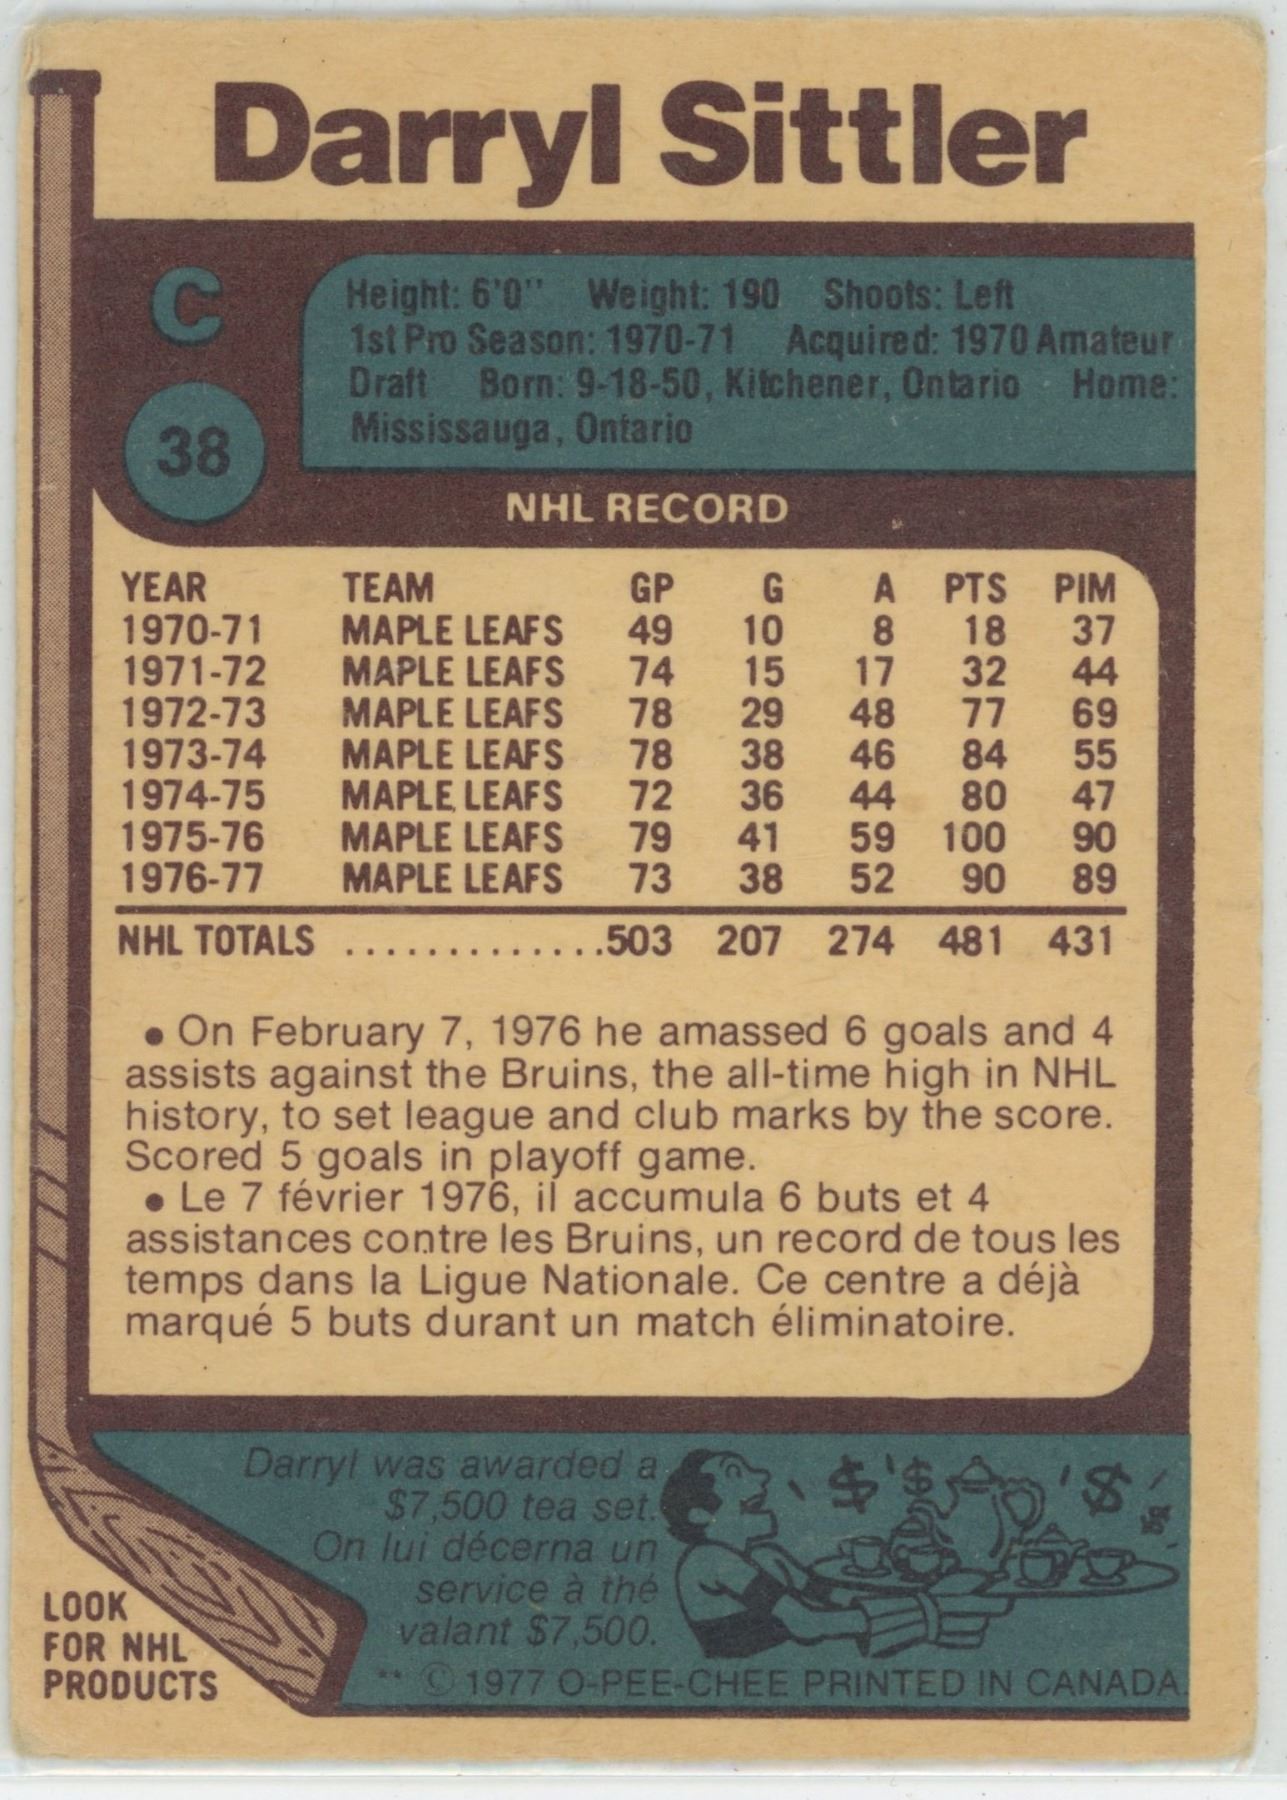 Darryl Sittler
C
38
Height: 6'0" Weight: 190 Shoots: Left
1st Pro Season: 1970-71 Acquired: 1970 Amateur
Draft Born: 9-18-50, Kitchener, Ontario Home:
Mississauga, Ontario
NHL RECORD
YEAR TEAM GP G A PTS PIM
1970-71 MAPLE LEAFS 49 10 8 18 37
1971-72 MAPLE LEAFS 74 15 17 32 44
1972-73 MAPLE LEAFS 78 29 48 77 69
1973-74 MAPLE LEAFS 78 38 46 84 55
1974-75 MAPLE LEAFS 72 36 44 80 47
1975-76 MAPLE LEAFS 79 41 59 100 90
1976-77 MAPLE LEAFS 73 38 52 90 89
NHL TOTALS .............503 207 274 481 431
• On February 7, 1976 he amassed 6 goals and 4
assists against the Bruins, the all-time high in NHL
history, to set league and club marks by the score.
Scored 5 goals in playoff game.
• Le 7 février 1976, il accumula 6 buts et 4
assistances contre les Bruins, un record de tous les
temps dans la Ligue Nationale. Ce centre a déjà
marqué 5 buts durant un match éliminatoire.
Darryl was awarded a
$7,500 tea set.
On lui décerna un
service à thé
valant $7,500.
$ $ $ $
LOOK
FOR NHL
PRODUCTS
** © 1977 O-PEE-CHEE PRINTED IN CANADA.